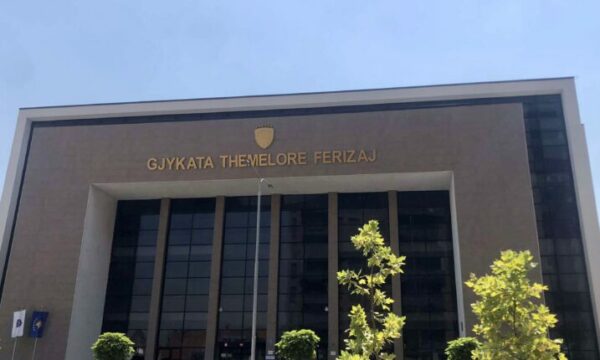 GJYKATA THEMELORE FERIZAJ